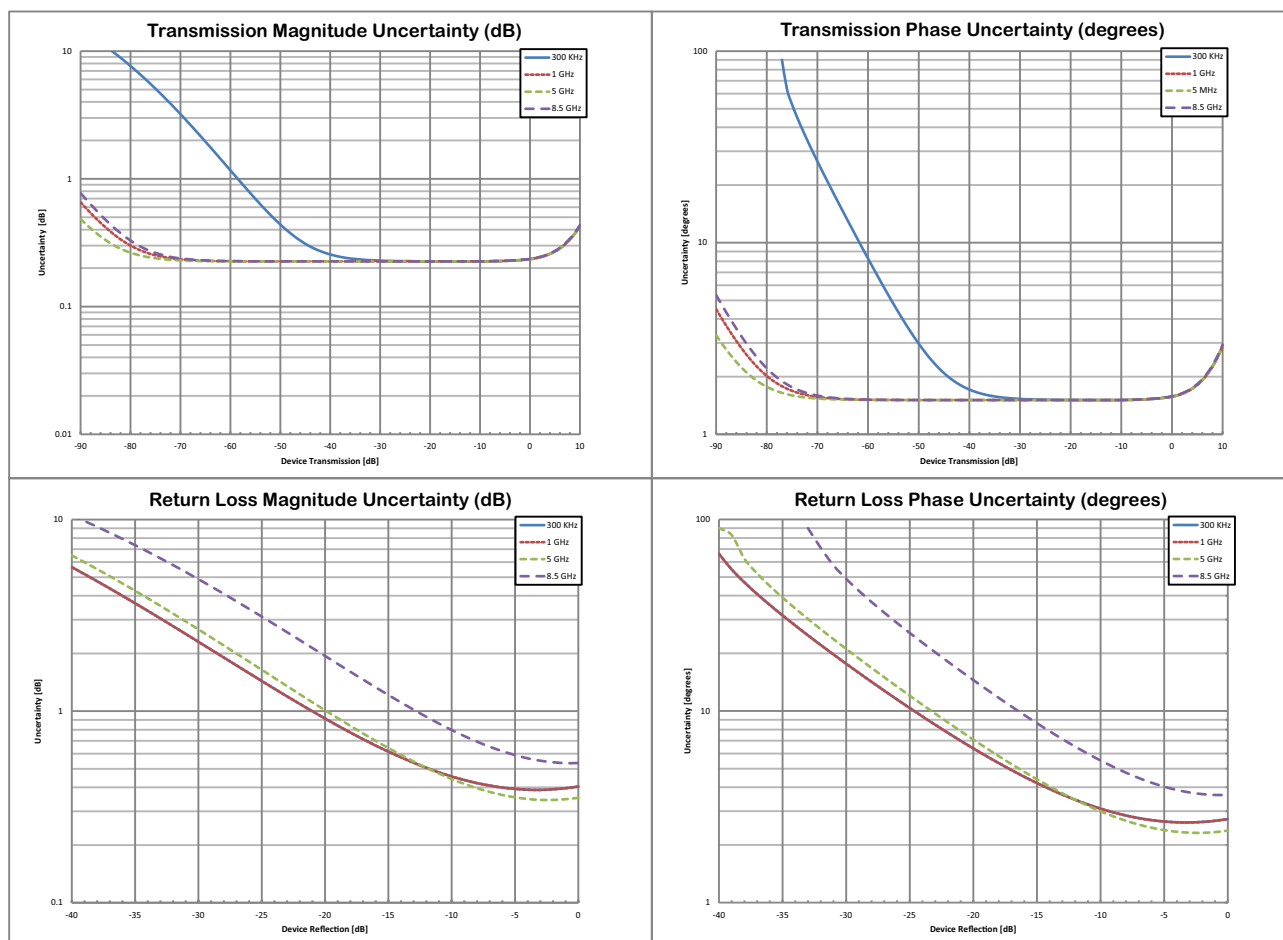 Transmission Magnitude Uncertainty (dB)
10
1
0.1
0.01
Uncertainty [dB]
300 KHz
1 GHz
5 GHz
8.5 GHz
-90 -80 -70 -60 -50 -40 -30 -20 -10 0 10
Device Transmission [dB]
Transmission Phase Uncertainty (degrees)
100
10
1
Uncertainty [degrees]
300 KHz
1 GHz
5 MHz
8.5 GHz
-90 -80 -70 -60 -50 -40 -30 -20 -10 0 10
Device Transmission [dB]
Return Loss Magnitude Uncertainty (dB)
10
1
0.1
Uncertainty [dB]
300 KHz
1 GHz
5 GHz
8.5 GHz
-40 -35 -30 -25 -20 -15 -10 -5 0
Device Reflection [dB]
Return Loss Phase Uncertainty (degrees)
100
10
1
Uncertainty [degrees]
300 KHz
1 GHz
5 GHz
8.5 GHz
-40 -35 -30 -25 -20 -15 -10 -5 0
Device Reflection [dB]